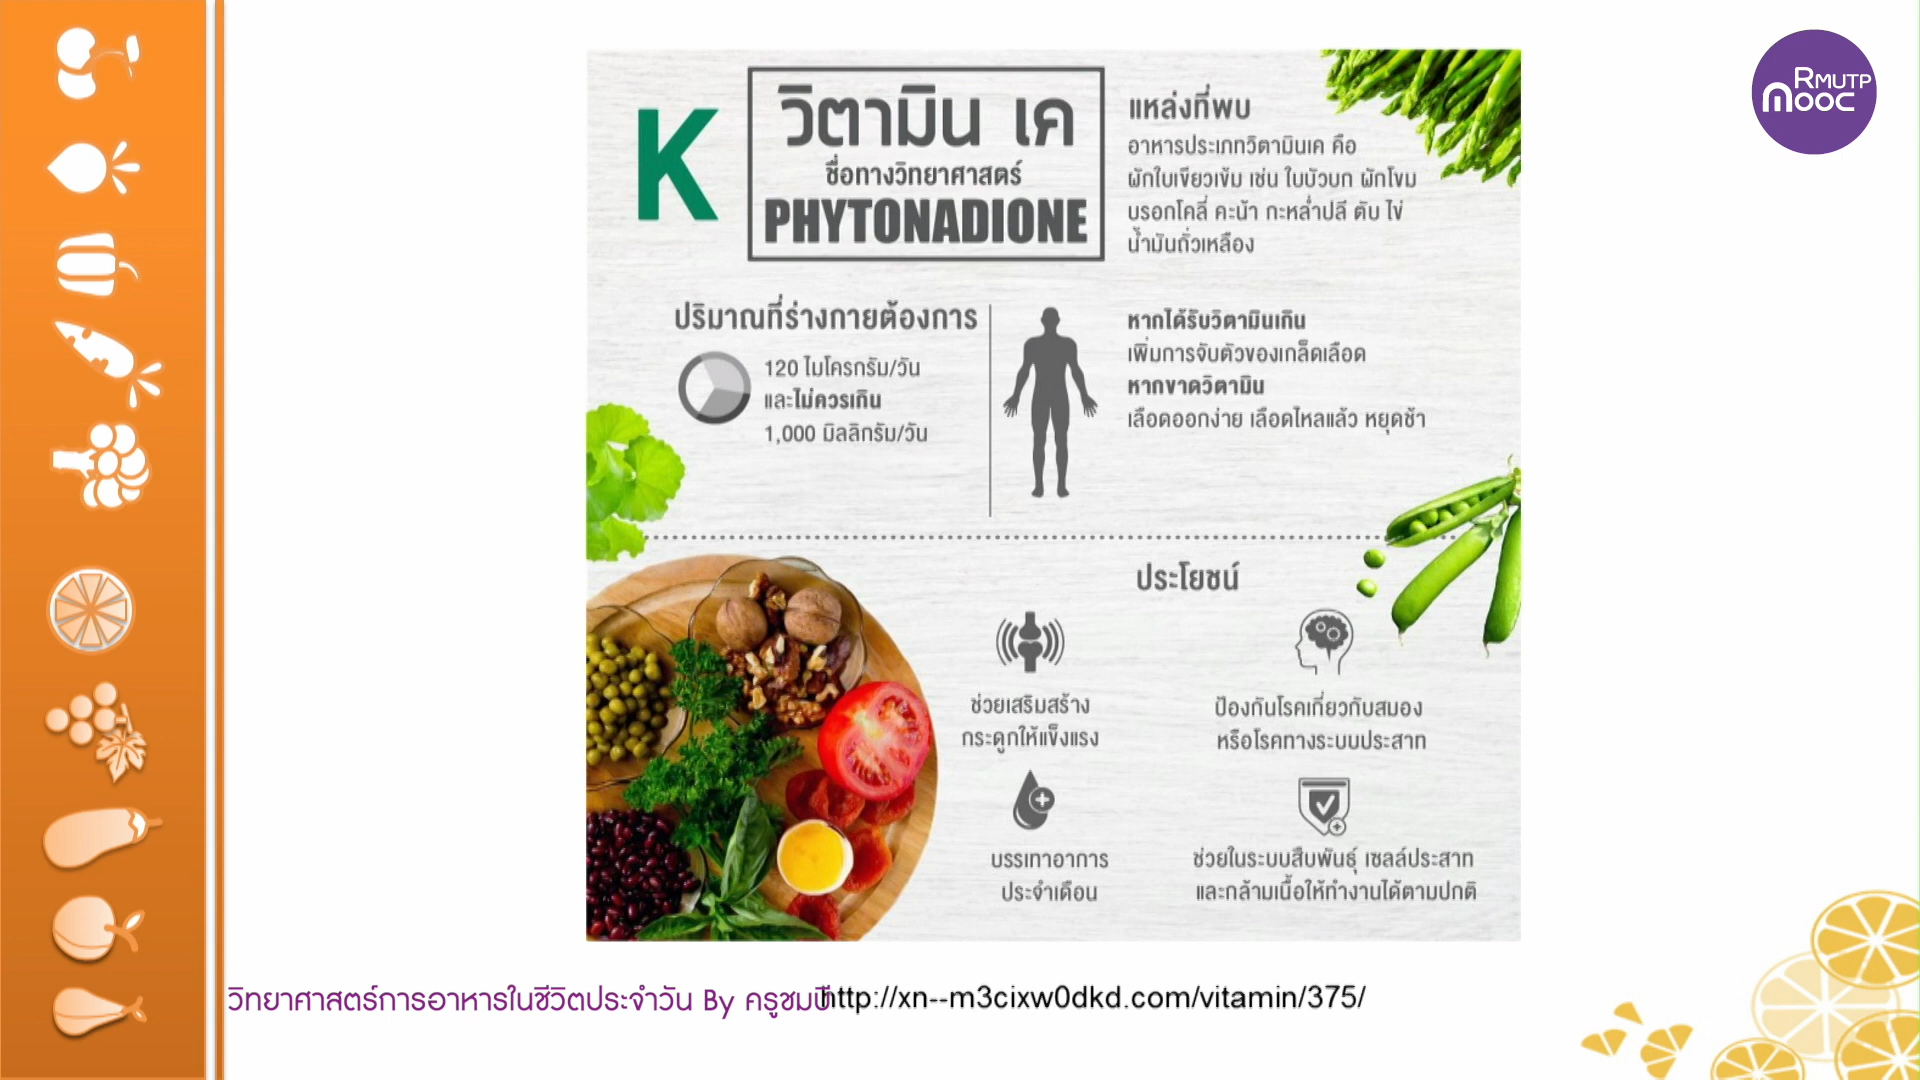 RMUTP
mooc
K
วิตามิน เค
ชื่อทางวิทยาศาสตร์
PHYTONADIONE
แหล่งที่พบ
อาหารประเภทวิตามินเค คือ
ผักใบเขียวเข้ม เช่น ใบบัวบก ผักโขม
บรอกโคลี่ คะน้า กะหล่ำปลี ตับ ไข่
น้ำมันถั่วเหลือง
ปริมาณที่ร่างกายต้องการ
120 ไมโครกรัม/วัน
และไม่ควรเกิน
1,000 มิลลิกรัม/วัน
หากได้รับวิตามินเกิน
เพิ่มการจับตัวของเกล็ดเลือด
หากขาดวิตามิน
เลือดออกง่าย เลือดไหลแล้ว หยุดช้า
ประโยชน์
ช่วยเสริมสร้าง
กระดูกให้แข็งแรง
ป้องกันโรคเกี่ยวกับสมอง
หรือโรคทางระบบประสาท
บรรเทาอาการ
ประจำเดือน
ช่วยในระบบสืบพันธุ์ เซลล์ประสาท
และกล้ามเนื้อให้ทำงานได้ตามปกติ
วิทยาศาสตร์การอาหารในชีวิตประจำวัน By ครูชมบี http://xn--m3cixw0dkd.com/vitamin/375/